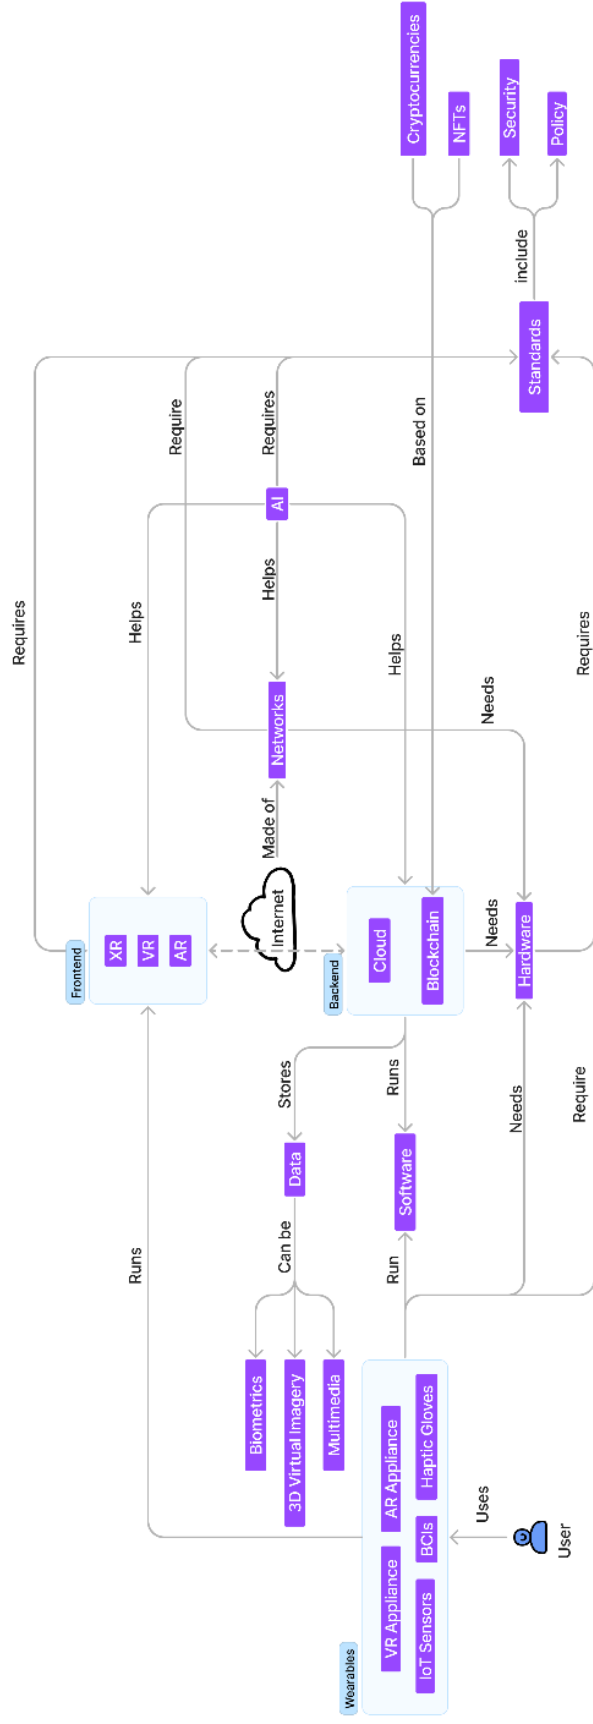 Wearables
VR Appliance
AR Appliance
IoT Sensors
BCIs
Haptic Gloves
Uses
User
Runs
Biometrics
3D Virtual Imagery
Multimedia
Can be
Data
Stores
Run
Software
Runs
Needs
Require
Frontend
XR
VR
AR
Internet
Made of
Networks
Backend
Cloud
Blockchain
Needs
Hardware
Needs
Requires
Helps
Helps
Helps
AI
Requires
Require
Requires
Based on
Standards
include
Cryptocurrencies
NFTs
Security
Policy